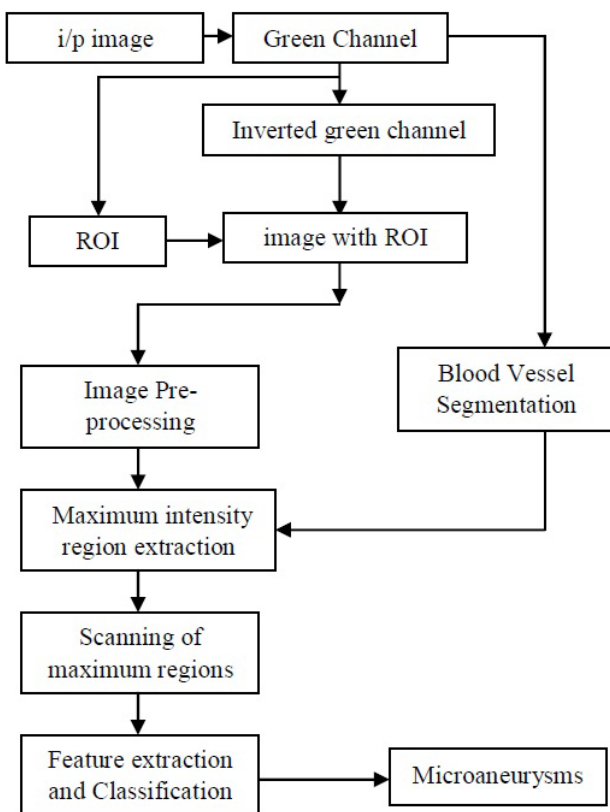 i/p image
Green Channel
Inverted green channel
ROI
image with ROI
Image Pre-
processing
Blood Vessel
Segmentation
Maximum intensity
region extraction
Scanning of
maximum regions
Feature extraction
and Classification
Microaneurysms